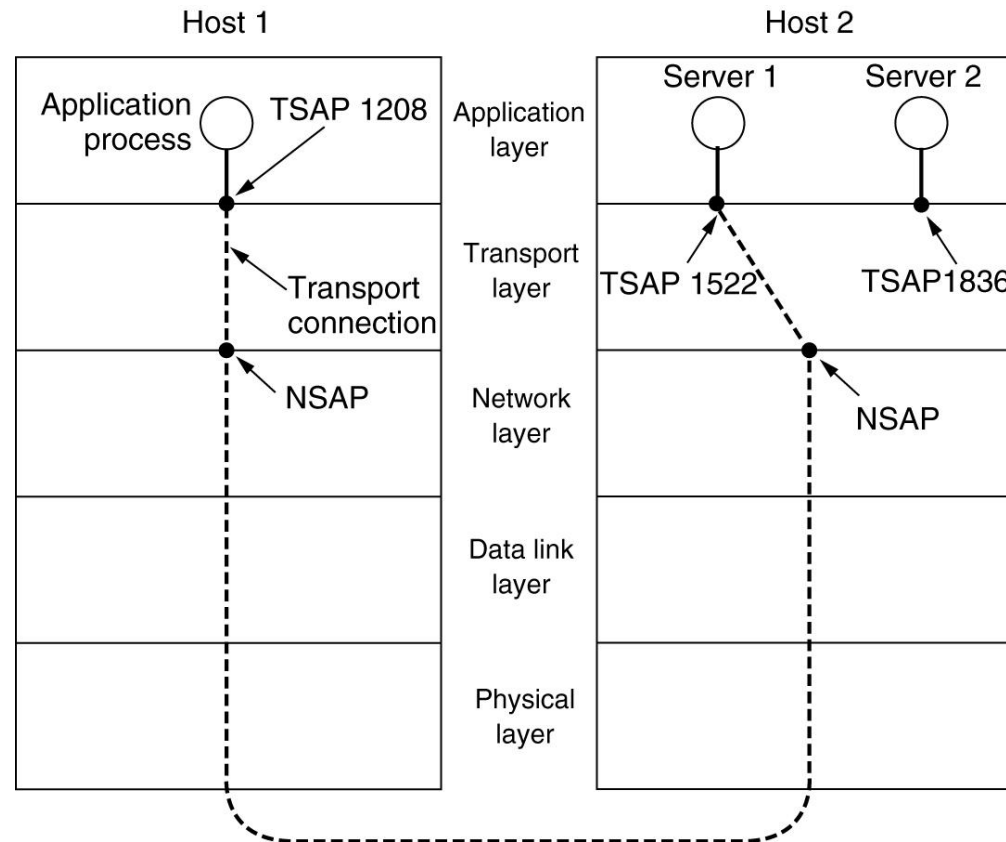 Host 1
Host 2
Application
process
TSAP 1208
Application
layer
Server 1
Server 2
Transport
connection
Transport
layer
TSAP 1522
TSAP1836
NSAP
Network
layer
NSAP
Data link
layer
Physical
layer